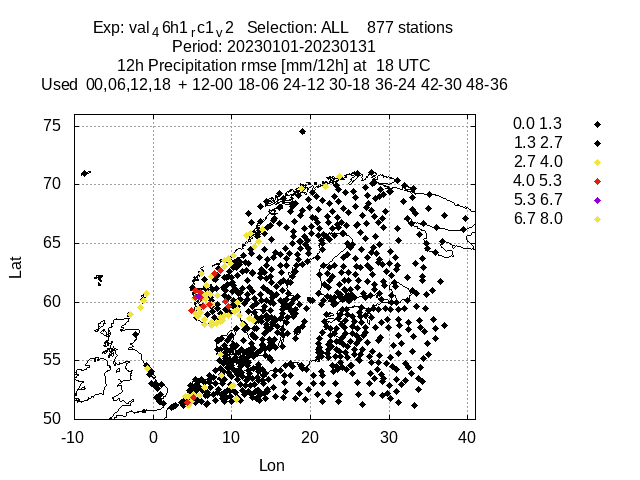 Exp: val₄6h1ᵣc1ᵥ2 Selection: ALL 877 stations
Period: 20230101-20230131
12h Precipitation rmse [mm/12h] at 18 UTC
Used 00,06,12,18 + 12-00 18-06 24-12 30-18 36-24 42-30 48-36
75
70
65
60
55
50
Lat
-10 0 10 20 30 40
Lon
0.0 1.3
1.3 2.7
2.7 4.0
4.0 5.3
5.3 6.7
6.7 8.0